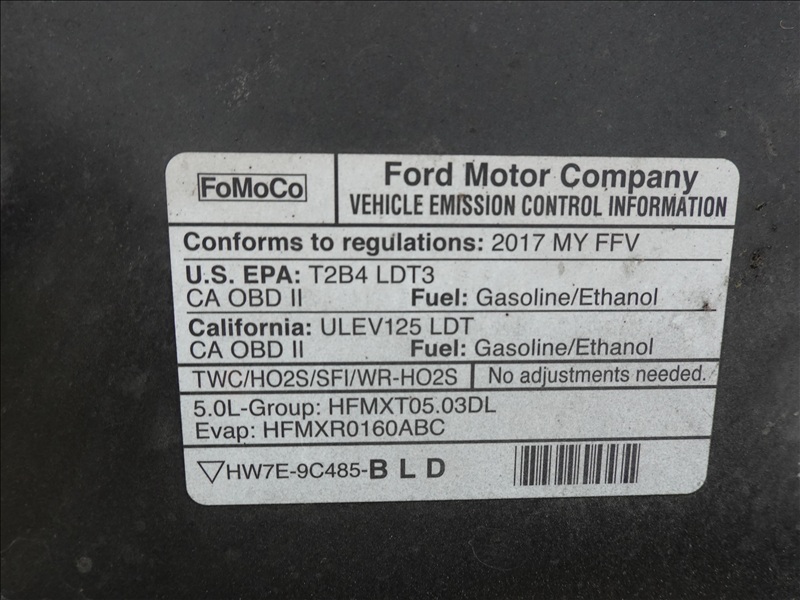 FoMoCo
Ford Motor Company
VEHICLE EMISSION CONTROL INFORMATION
Conforms to regulations: 2017 MY FFV
U.S. EPA: T2B4 LDT3
CA OBD II Fuel: Gasoline/Ethanol
California: ULEV125 LDT
CA OBD II Fuel: Gasoline/Ethanol
TWC/HO2S/SFI/WR-HO2S No adjustments needed.
5.0L-Group: HFMXT05.03DL
Evap: HFMXR0160ABC
HW7E-9C485-BLD